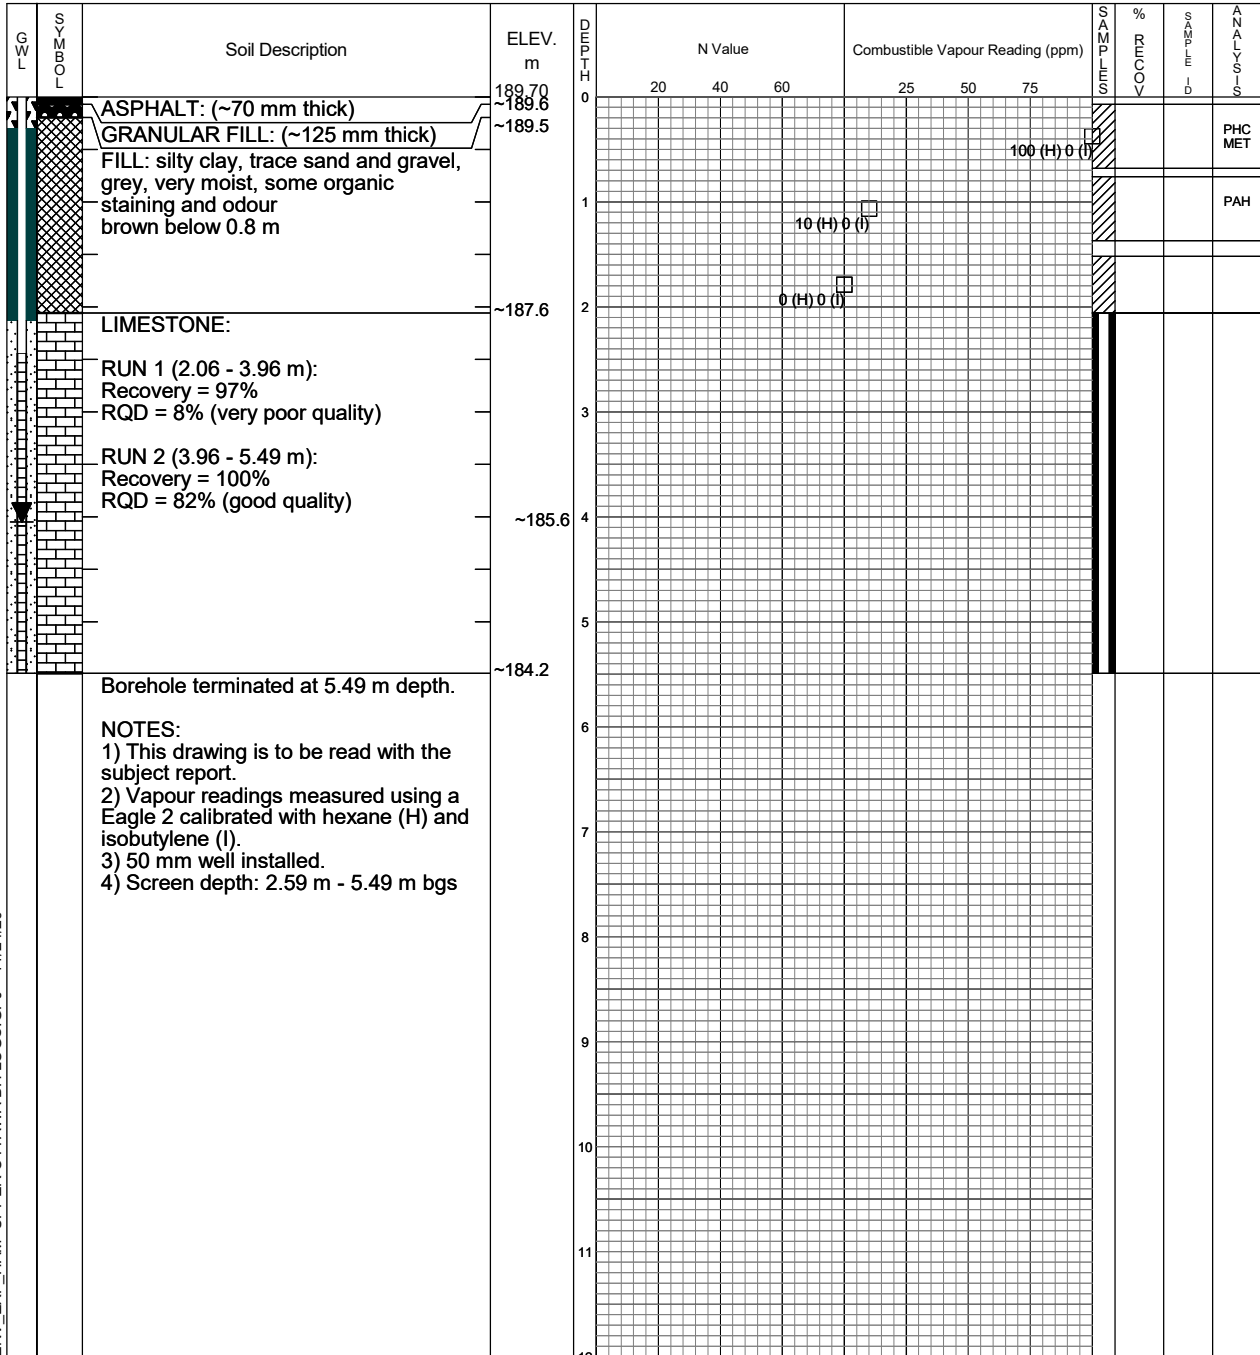 GWL
SYMBOL
Soil Description
ELEV.
m
189.70
DEPTH
N Value
20 40 60
Combustible Vapour Reading (ppm)
25 50 75
SAMPLES
% RECOV
SAMPLE ID
ANALYSIS
0
ASPHALT: (~70 mm thick)
~189.6
GRANULAR FILL: (~125 mm thick)
~189.5
FILL: silty clay, trace sand and gravel,
grey, very moist, some organic
staining and odour
brown below 0.8 m
100 (H) 0 (I)
PHC
MET
1
10 (H) 0 (I)
PAH
0 (H) 0 (I)
~187.6
2
LIMESTONE:
RUN 1 (2.06 - 3.96 m):
Recovery = 97%
RQD = 8% (very poor quality)
3
RUN 2 (3.96 - 5.49 m):
Recovery = 100%
RQD = 82% (good quality)
~185.6
4
5
~184.2
Borehole terminated at 5.49 m depth.
NOTES:
1) This drawing is to be read with the
subject report.
2) Vapour readings measured using a
Eagle 2 calibrated with hexane (H) and
isobutylene (I).
3) 50 mm well installed.
4) Screen depth: 2.59 m - 5.49 m bgs
6
7
8
9
10
11